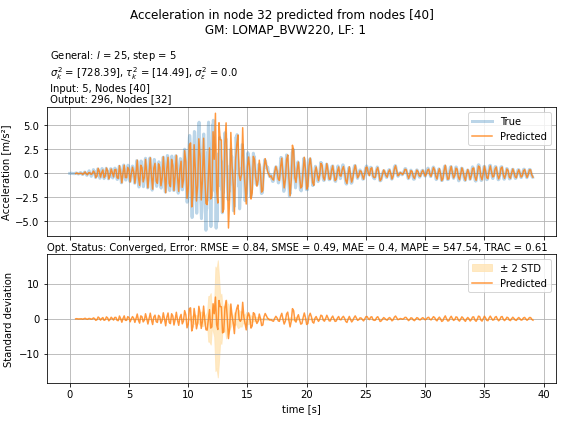 Acceleration in node 32 predicted from nodes [40]
GM: LOMAP_BVW220, LF: 1
General: l = 25, step = 5
σ²ₖ = [728.39], τ²ₖ = [14.49], σ²ε = 0.0
Input: 5, Nodes [40]
Output: 296, Nodes [32]
Acceleration [m/s²]
5.0
2.5
0.0
−2.5
−5.0
True
Predicted
Opt. Status: Converged, Error: RMSE = 0.84, SMSE = 0.49, MAE = 0.4, MAPE = 547.54, TRAC = 0.61
Standard deviation
10
0
−10
± 2 STD
Predicted
0 5 10 15 20 25 30 35 40
time [s]